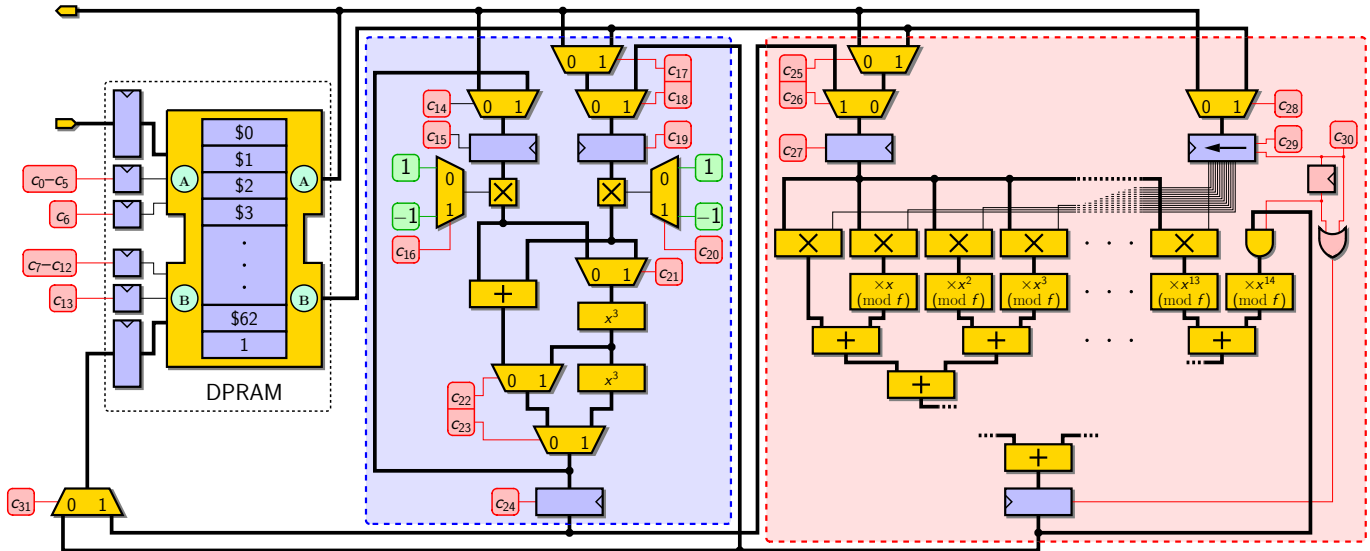 0 1
c17
c18
0 1
c14
0 1
c15
c19
1
0
1
−1
c16
×
×
0
1
1
−1
c20
0 1
c21
+
x³
x³
0 1
c22
c23
0 1
c24
c0−c5
c6
c7−c12
c13
A
A
B
B
$0
$1
$2
$3
.
.
.
$62
1
DPRAM
c31
0 1
c25
0 1
c26
1 0
c27
0 1
c28
c29
c30
×
×
×
×
· · ·
×
×x
(mod f)
×x²
(mod f)
×x³
(mod f)
×x¹³
(mod f)
×x¹⁴
(mod f)
+
+
· · ·
+
+
+